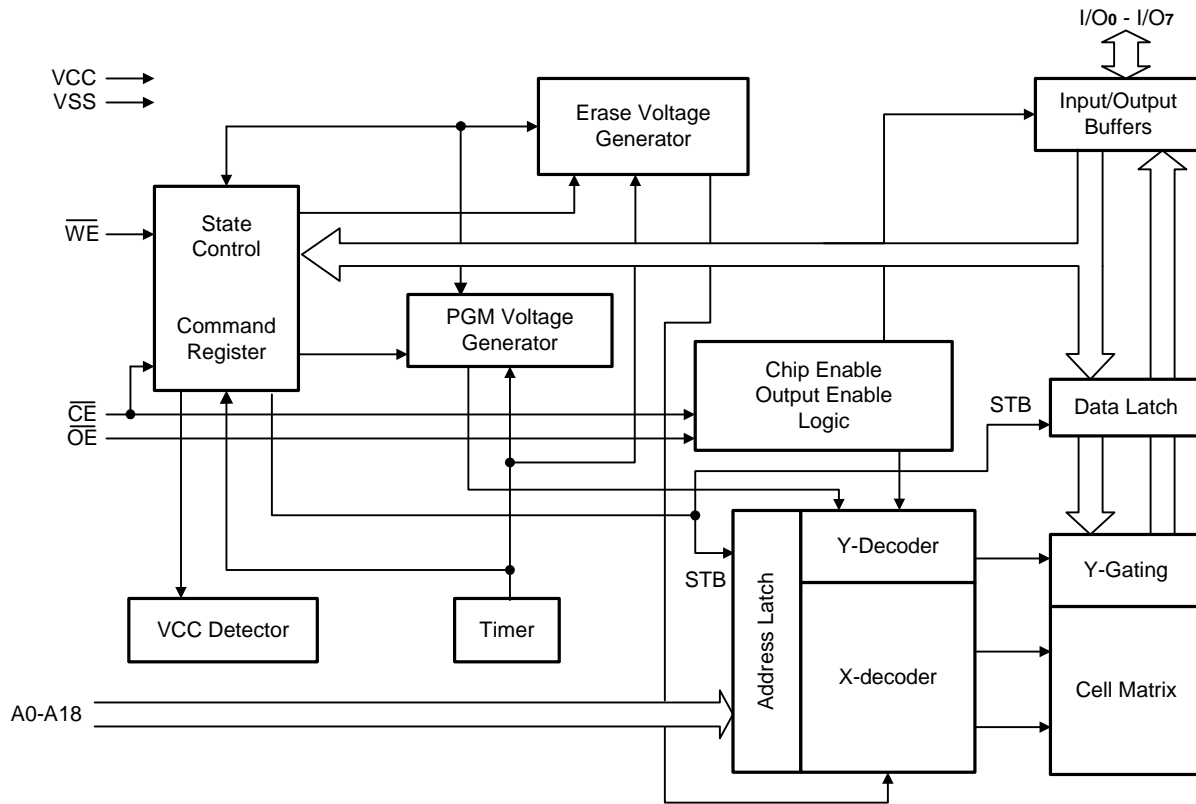 I/O0 - I/O7
VCC
VSS
Erase Voltage
Generator
Input/Output
Buffers
WE
State
Control
Command
Register
PGM Voltage
Generator
Chip Enable
Output Enable
Logic
CE
OE
STB
Data Latch
STB
Address Latch
Y-Decoder
Y-Gating
VCC Detector
Timer
X-decoder
Cell Matrix
A0-A18